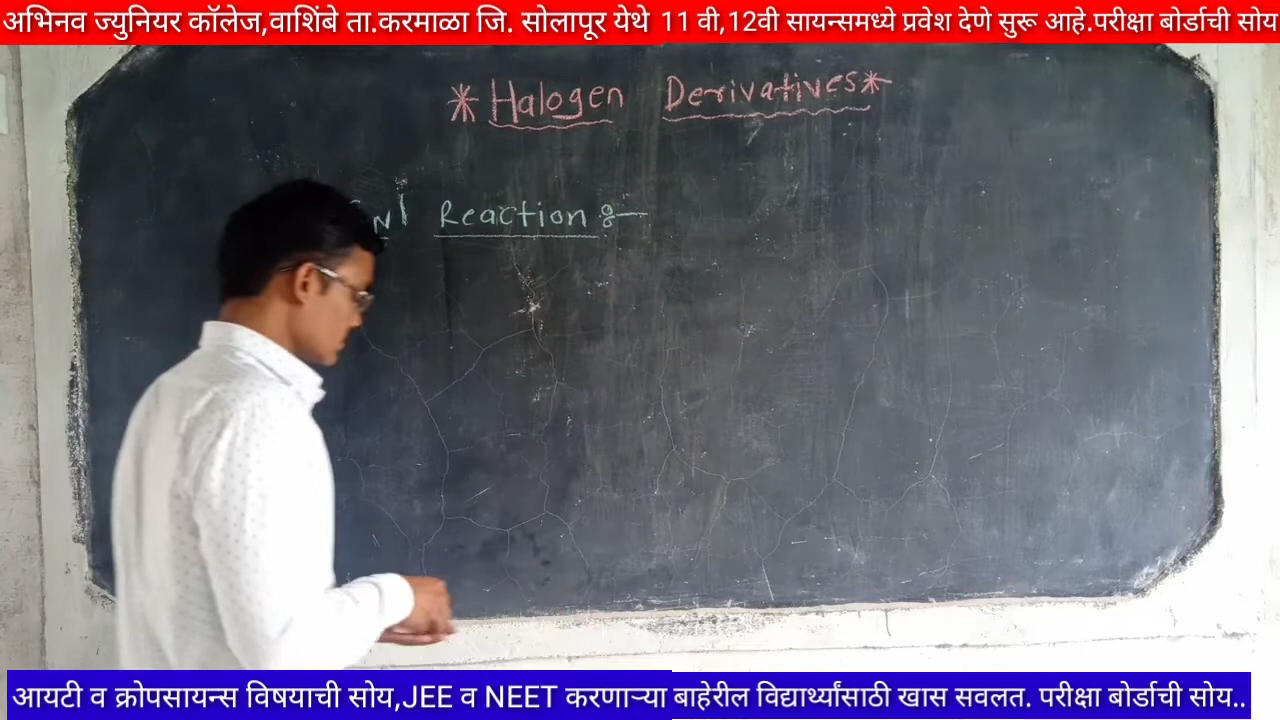 अभिनव ज्युनियर कॉलेज,वाशिंबे ता.करमाळा जि. सोलापूर येथे 11 वी,12वी सायन्समध्ये प्रवेश देणे सुरू आहे.परीक्षा बोर्डाची सोय
*Halogen Derivatives*
N1 Reaction :-
आयटी व क्रोपसायन्स विषयाची सोय,JEE व NEET करणाऱ्या बाहेरील विद्यार्थ्यांसाठी खास सवलत. परीक्षा बोर्डाची सोय..